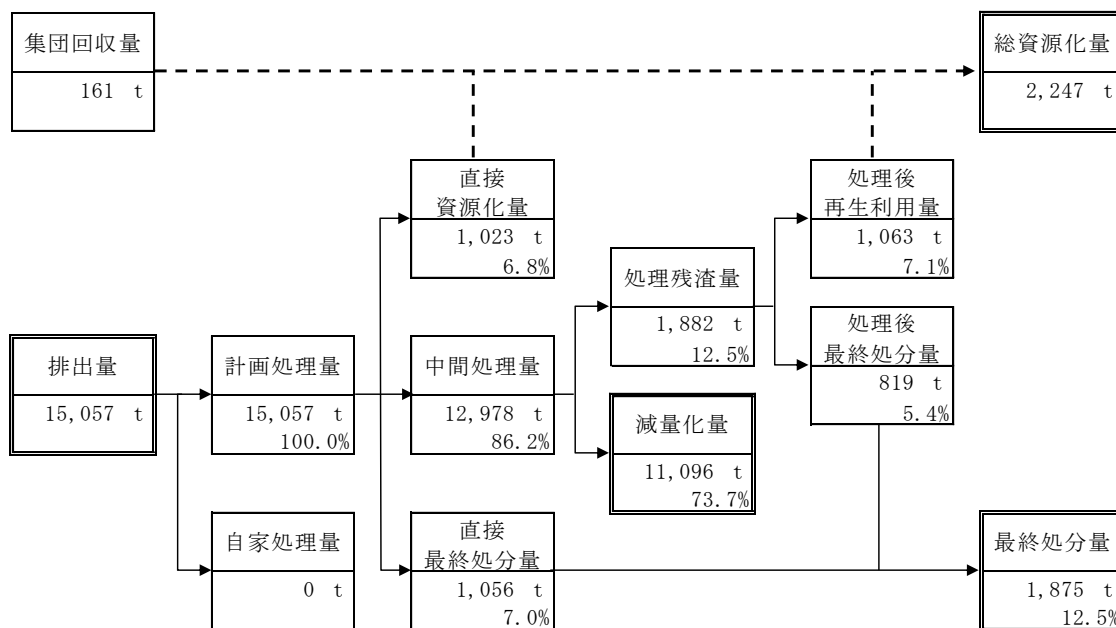 集団回収量
161 t
総資源化量
2,247 t
直接
資源化量
1,023 t
6.8%
処理後
再生利用量
1,063 t
7.1%
処理残渣量
1,882 t
12.5%
処理後
最終処分量
819 t
5.4%
排出量
15,057 t
計画処理量
15,057 t
100.0%
中間処理量
12,978 t
86.2%
減量化量
11,096 t
73.7%
自家処理量
0 t
直接
最終処分量
1,056 t
7.0%
最終処分量
1,875 t
12.5%